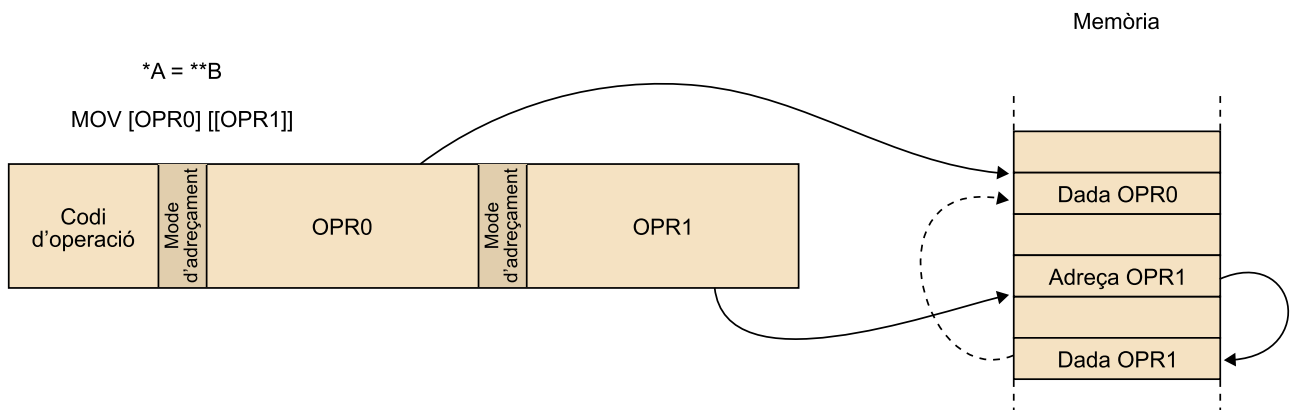 Memòria
*A = **B
MOV [OPR0] [[OPR1]]
Codi
d’operació
Mode
d’adreçament
OPR0
Mode
d’adreçament
OPR1
Dada OPR0
Adreça OPR1
Dada OPR1